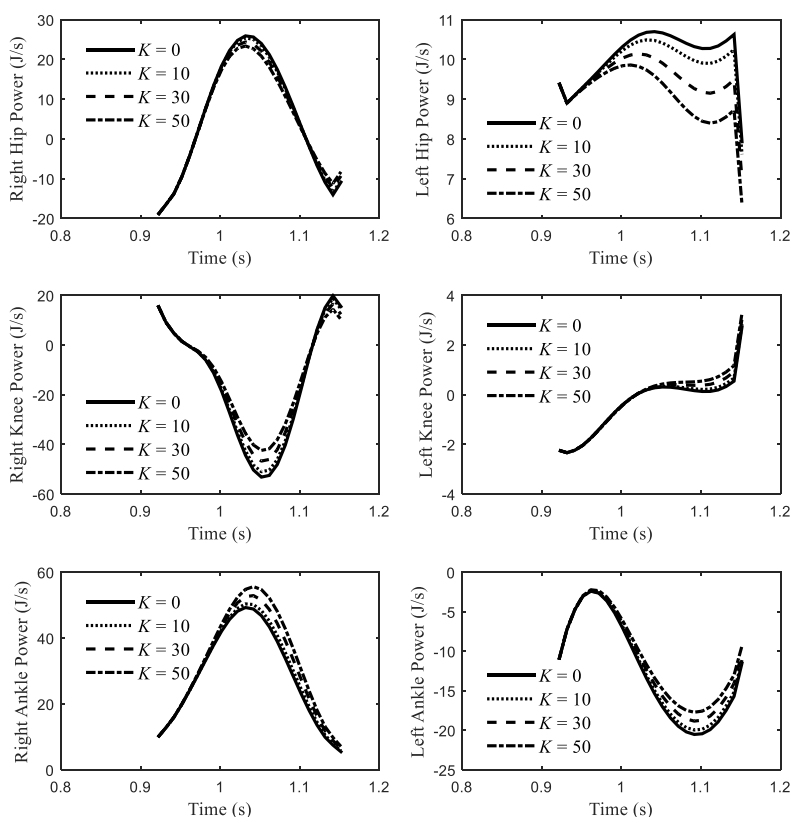 Right Hip Power (J/s)
30
20
10
0
-10
-20
K = 0
K = 10
K = 30
K = 50
0.8 0.9 1 1.1 1.2
Time (s)
Left Hip Power (J/s)
11
10
9
8
7
6
K = 0
K = 10
K = 30
K = 50
0.8 0.9 1 1.1 1.2
Time (s)
Right Knee Power (J/s)
20
0
-20
-40
-60
K = 0
K = 10
K = 30
K = 50
0.8 0.9 1 1.1 1.2
Time (s)
Left Knee Power (J/s)
4
2
0
-2
-4
K = 0
K = 10
K = 30
K = 50
0.8 0.9 1 1.1 1.2
Time (s)
Right Ankle Power (J/s)
60
40
20
0
K = 0
K = 10
K = 30
K = 50
0.8 0.9 1 1.1 1.2
Time (s)
Left Ankle Power (J/s)
0
-5
-10
-15
-20
-25
K = 0
K = 10
K = 30
K = 50
0.8 0.9 1 1.1 1.2
Time (s)